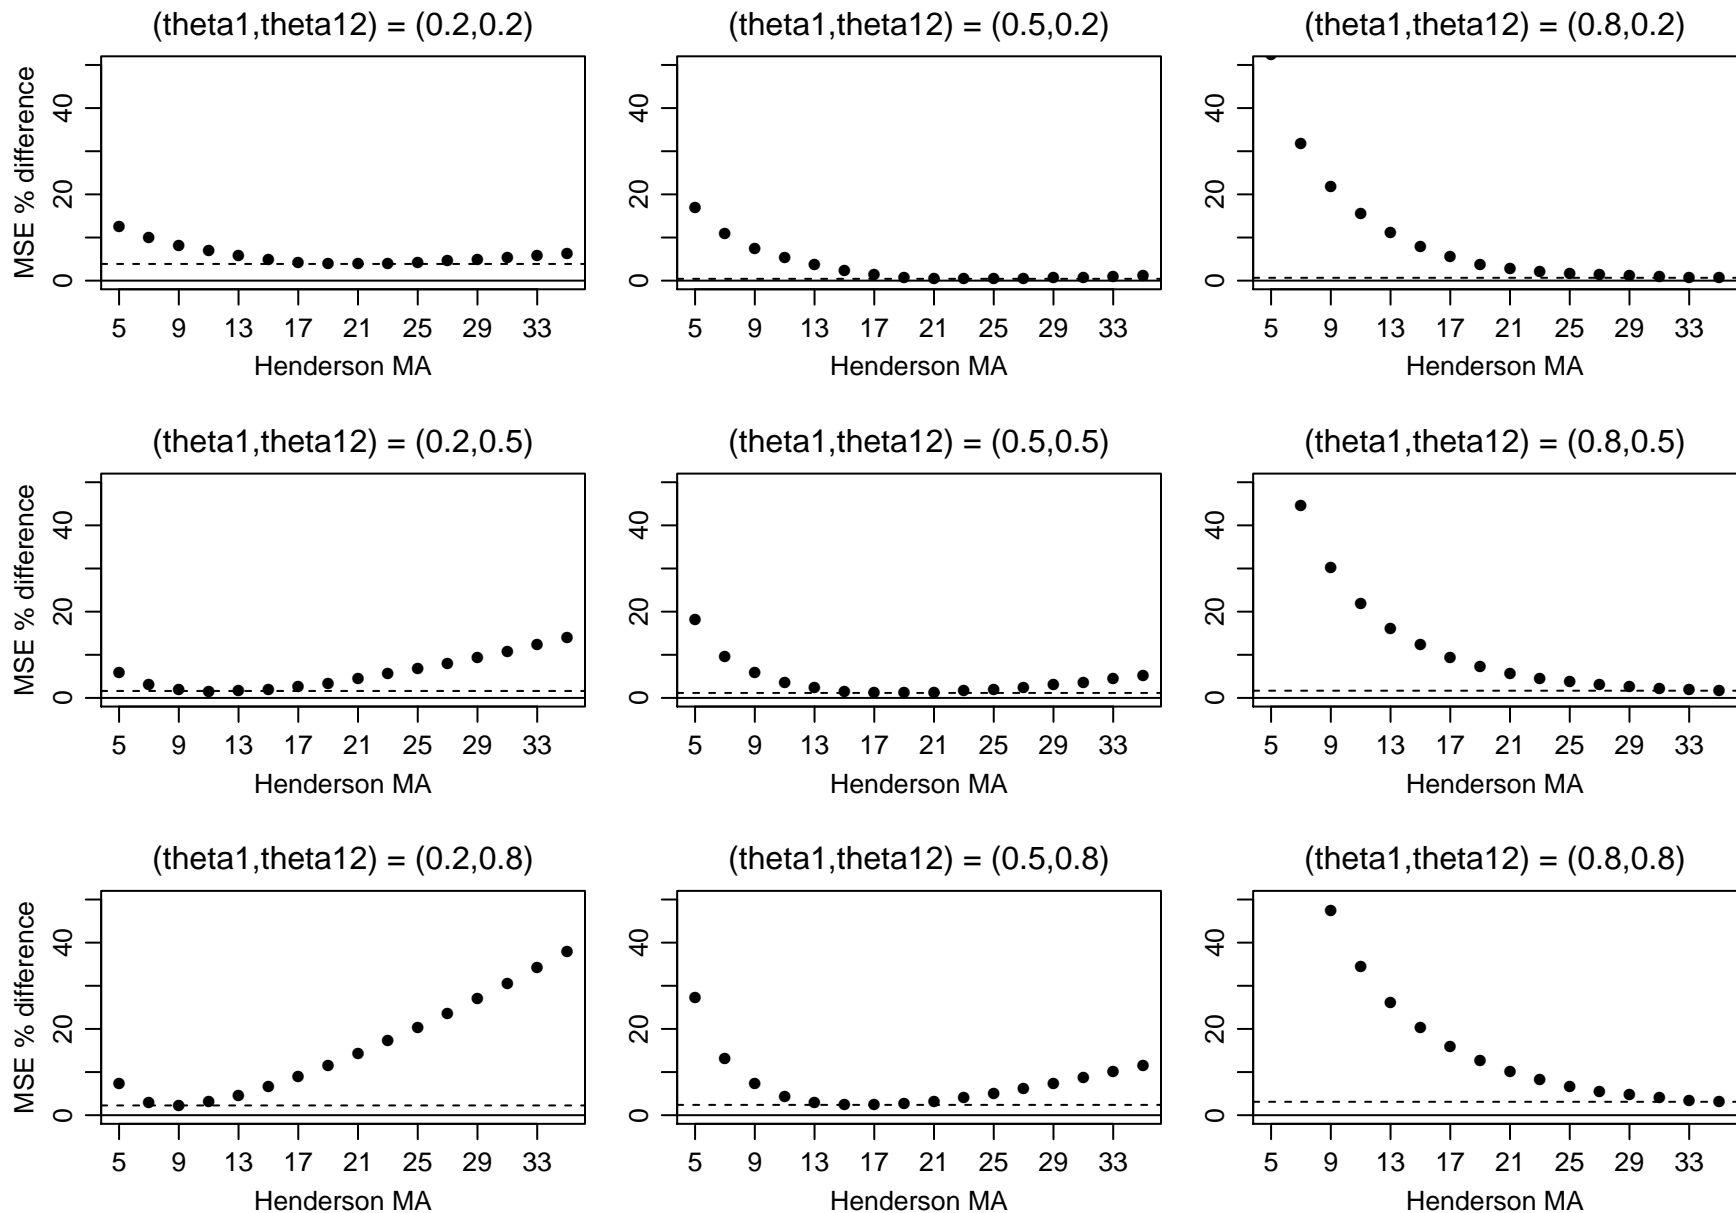 (theta1,theta12) = (0.2,0.2)
MSE % difference
0 20 40
5 9 13 17 21 25 29 33
Henderson MA
(theta1,theta12) = (0.5,0.2)
0 20 40
5 9 13 17 21 25 29 33
Henderson MA
(theta1,theta12) = (0.8,0.2)
0 20 40
5 9 13 17 21 25 29 33
Henderson MA
(theta1,theta12) = (0.2,0.5)
MSE % difference
0 20 40
5 9 13 17 21 25 29 33
Henderson MA
(theta1,theta12) = (0.5,0.5)
0 20 40
5 9 13 17 21 25 29 33
Henderson MA
(theta1,theta12) = (0.8,0.5)
0 20 40
5 9 13 17 21 25 29 33
Henderson MA
(theta1,theta12) = (0.2,0.8)
MSE % difference
0 20 40
5 9 13 17 21 25 29 33
Henderson MA
(theta1,theta12) = (0.5,0.8)
0 20 40
5 9 13 17 21 25 29 33
Henderson MA
(theta1,theta12) = (0.8,0.8)
0 20 40
5 9 13 17 21 25 29 33
Henderson MA